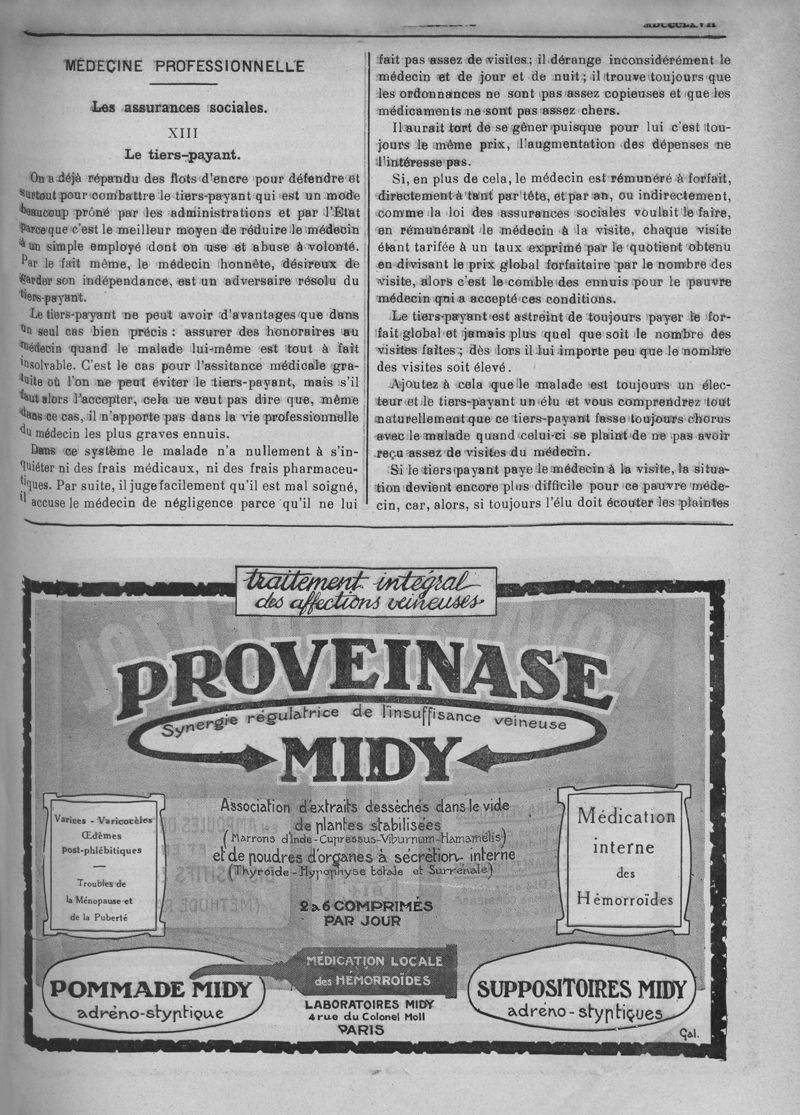 MÉDECINE PROFESSIONNELLE
Les assurances sociales.
XIII
Le tiers-payant.
On a déjà répandu des flots d'encre pour défendre et
surtout pour combattre le tiers-payant qui est un mode
beaucoup prôné par les administrations et par l'État
parce que c'est le meilleur moyen de réduire le médecin
à un simple employé dont on use et abuse à volonté.
Par le fait même, le médecin honnête, désireux de
garder son indépendance, est un adversaire résolu du
tiers-payant.
Le tiers-payant ne peut avoir d'avantages que dans
un seul cas bien précis : assurer des honoraires au
médecin quand le malade lui-même est tout à fait
insolvable. C'est le cas pour l'assitance médicale gra-
tuite où l'on ne peut éviter le tiers-payant, mais s'il
faut alors l'accepter, cela ue veut pas dire que, même
dans ce cas, il n'apporte pas dans la vie professionnelle
du médecin les plus graves ennuis.
Dans ce système le malade n'a nullement à s'in-
quiéter ni des frais médicaux, ni des frais pharmaceu-
tiques. Par suite, il juge facilement qu'il est mal soigné,
il accuse le médecin de négligence parce qu'il ne lui
fait pas assez de visites ; il dérange inconsidérément le
médecin et de jour et de nuit ; il trouve toujours que
les ordonnances ne sont pas assez copieuses et que les
médicaments ne sont pas assez chers.
Il aurait tort de se gêner puisque pour lui c'est tou-
jours le même prix, l'augmentation des dépenses ne
l'intéresse pas.
Si, en plus de cela, le médecin est rémunéré à forfait,
directement à tant par tête, et par an, ou indirectement,
comme la loi des assurances sociales voulait le faire,
en rémunérant le médecin à la visite, chaque visite
étant tarifée à un taux exprimé par le quotient obtenu
en divisant le prix global forfaitaire par le nombre des
visite, alors c'est le comble des ennuis pour le pauvre
médecin qui a accepté ces conditions.
Le tiers-payant est astreint de toujours payer le for-
fait global et jamais plus quel que soit le nombre des
visites faites ; dès lors il lui importe peu que le nombre
des visites soit élevé.
Ajoutez à cela que le malade est toujours un élec-
teur et le tiers-payant un élu et vous comprendrez tout
naturellement que ce tiers-payant fasse toujours chorus
avec le malade quand celui-ci se plaint de ne pas avoir
reçu assez de visites du médecin.
Si le tiers payant paye le médecin à la visite, la situa-
tion devient encore plus difficile pour ce pauvre méde-
cin, car, alors, si toujours l'élu doit écouter les plaintes
traitement intégral
des affections veineuses
PROVEINASE
Synergie régulatrice de l'insuffisance veineuse
MIDY
Varices - Varicocèles
Œdèmes
post-phlébitiques
Troubles de
la Ménopause et
de la Puberté
Association d'extraits desséchés dans le vide
de plantes stabilisées
(Marrons d'Inde-Cupressus-Viburnum-Hamamélis)
et de poudres d'organes à sécrétion interne
(Thyroïde-Hypophyse totale et Surrénale)
2 à 6 COMPRIMÉS
PAR JOUR
Médication
interne
des
Hémorroïdes
MÉDICATION LOCALE
des HÉMORROÏDES
POMMADE MIDY
adréno-styptique
LABORATOIRES MIDY
4 rue du Colonel Moll
PARIS
SUPPOSITOIRES MIDY
adréno-styptiques
Gal.